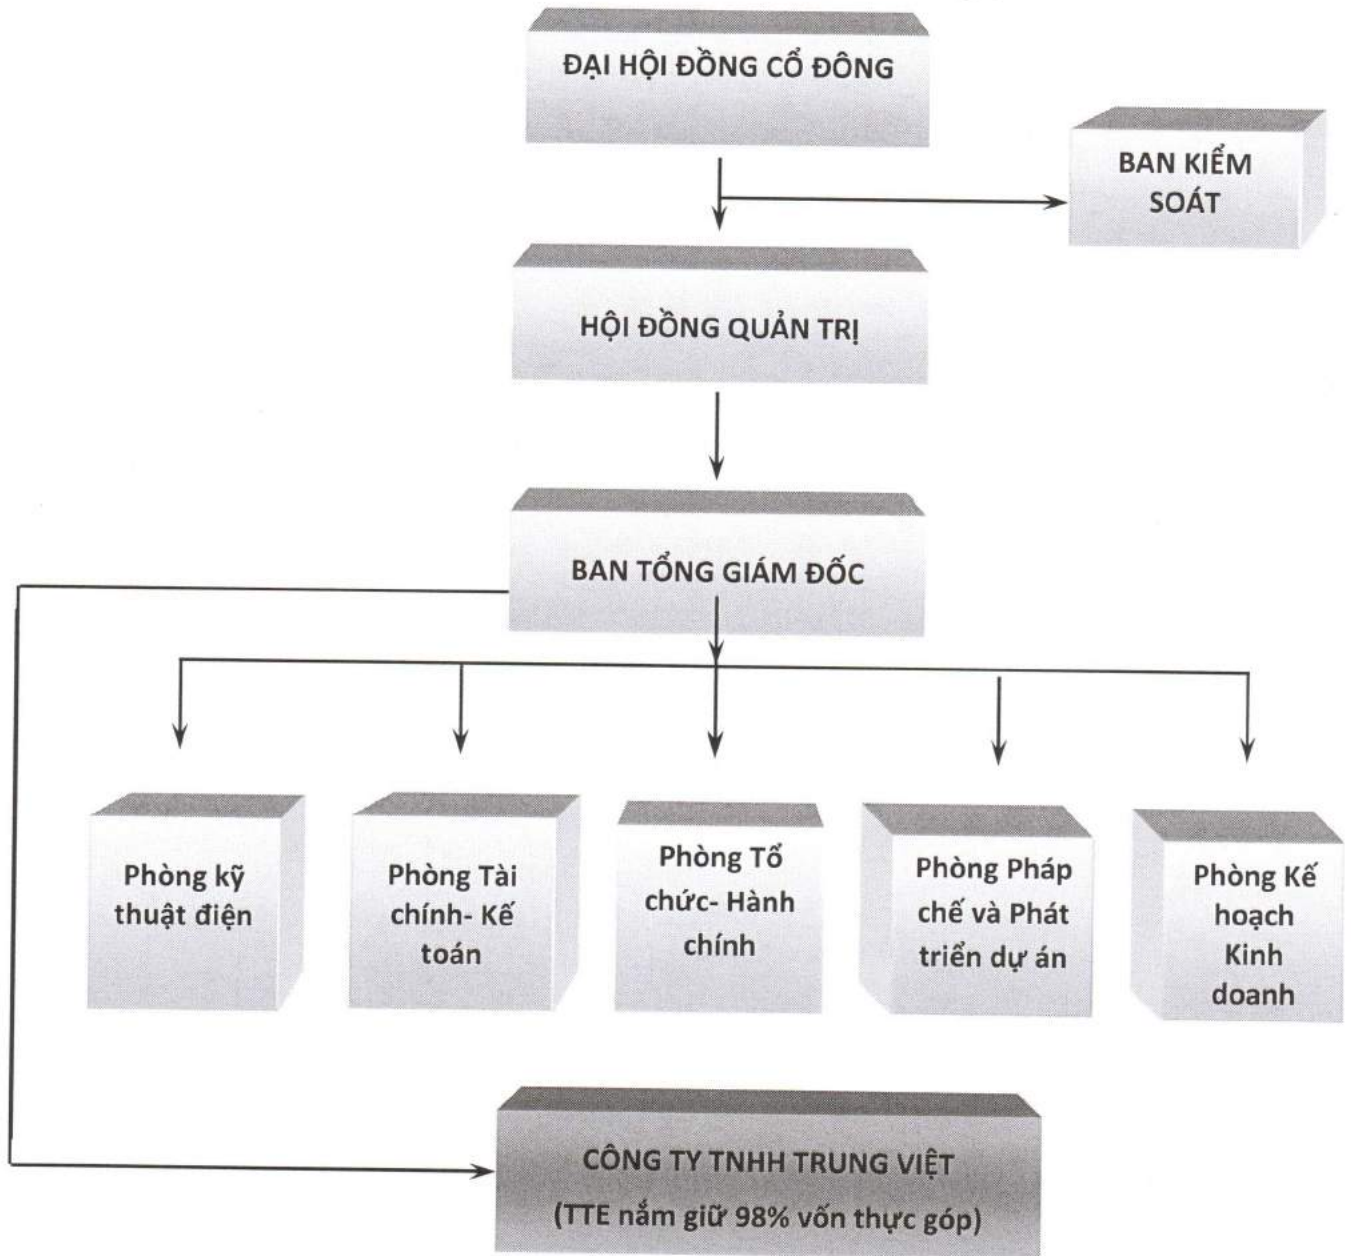 ĐẠI HỘI ĐỒNG CỔ ĐÔNG
BAN KIỂM
SOÁT
HỘI ĐỒNG QUẢN TRỊ
BAN TỔNG GIÁM ĐỐC
Phòng kỹ
thuật điện
Phòng Tài
chính- Kế
toán
Phòng Tổ
chức- Hành
chính
Phòng Pháp
chế và Phát
triển dự án
Phòng Kế
hoạch
Kinh
doanh
CÔNG TY TNHH TRUNG VIỆT
(TTE nắm giữ 98% vốn thực góp)